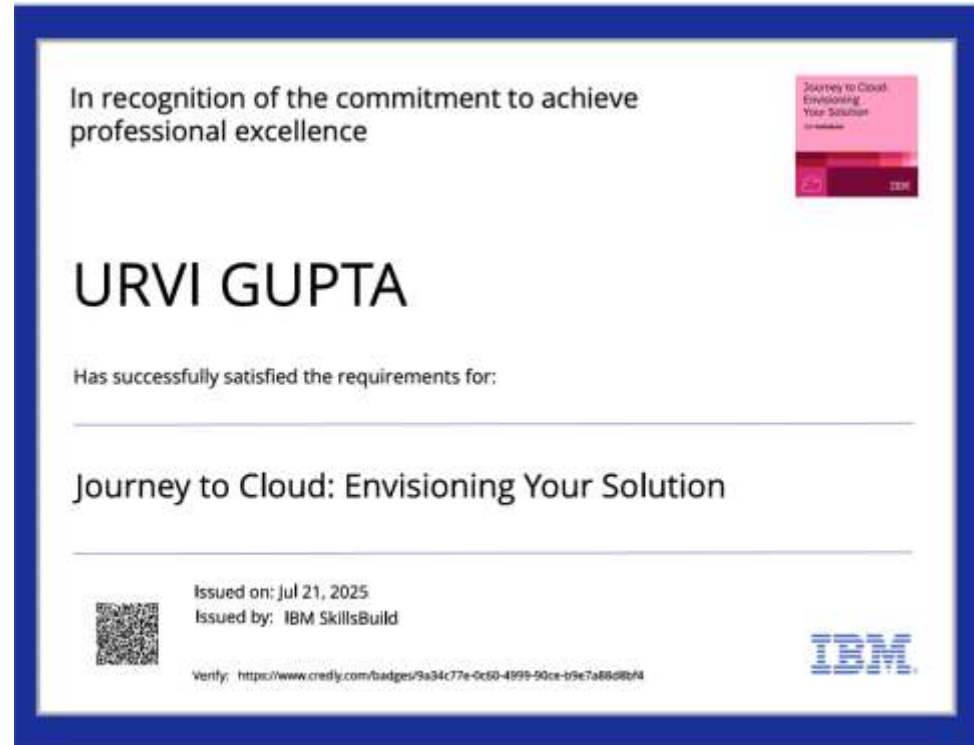 In recognition of the commitment to achieve
professional excellence
Journey to Cloud:
Envisioning
Your Solution
IBM
URVI GUPTA
Has successfully satisfied the requirements for:
Journey to Cloud: Envisioning Your Solution
Issued on: Jul 21, 2025
Issued by: IBM SkillsBuild
Verify: https://www.credly.com/badges/9a34c77e-0c60-4999-90ce-b9e7a88d8bf4
IBM